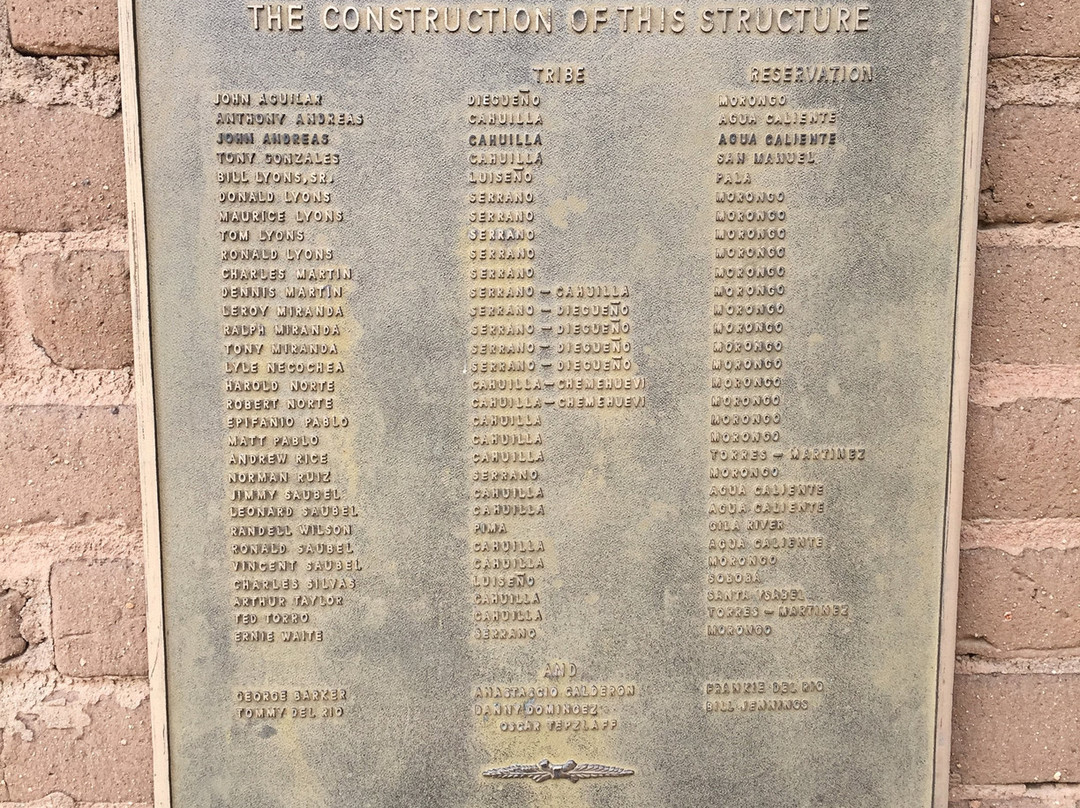 THE CONSTRUCTION OF THIS STRUCTURE
TRIBE RESERVATION
JOHN AGUILAR DIEGUEÑO MORONGO
ANTHONY ANDREAS CAHUILLA AGUA CALIENTE
JOHN ANDREAS CAHUILLA AGUA CALIENTE
TONY GONZALES CAHUILLA SAN MANUEL
BILL LYONS, SR. LUISEÑO PALA
DONALD LYONS SERRANO MORONGO
MAURICE LYONS SERRANO MORONGO
TOM LYONS SERRANO MORONGO
RONALD LYONS SERRANO MORONGO
CHARLES MARTIN SERRANO MORONGO
DENNIS MARTIN SERRANO – CAHUILLA MORONGO
LEROY MIRANDA SERRANO – DIEGUEÑO MORONGO
RALPH MIRANDA SERRANO – DIEGUEÑO MORONGO
TONY MIRANDA SERRANO – DIEGUEÑO MORONGO
LYLE NECOCHEA SERRANO – DIEGUEÑO MORONGO
HAROLD NORTE CAHUILLA – CHEMEHUEVI MORONGO
ROBERT NORTE CAHUILLA – CHEMEHUEVI MORONGO
EPIFANIO PABLO CAHUILLA MORONGO
MATT PABLO CAHUILLA MORONGO
ANDREW RICE CAHUILLA TORRES – MARTINEZ
NORMAN RUIZ SERRANO MORONGO
JIMMY SAUBEL CAHUILLA AGUA CALIENTE
LEONARD SAUBEL CAHUILLA AGUA CALIENTE
RANDELL WILSON PIMA GILA RIVER
RONALD SAUBEL CAHUILLA AGUA CALIENTE
VINCENT SAUBEL CAHUILLA MORONGO
CHARLES SILVAS LUISEÑO SOBOBA
ARTHUR TAYLOR CAHUILLA SANTA YSABEL
TED TORRO CAHUILLA TORRES – MARTINEZ
ERNIE WAITE SERRANO MORONGO
AND
GEORGE BARKER ANASTASCIO CALDERON FRANKIE DEL RIO
TOMMY DEL RIO DANNY DOMINGEZ BILL JENNINGS
OSCAR TEPZLAFF